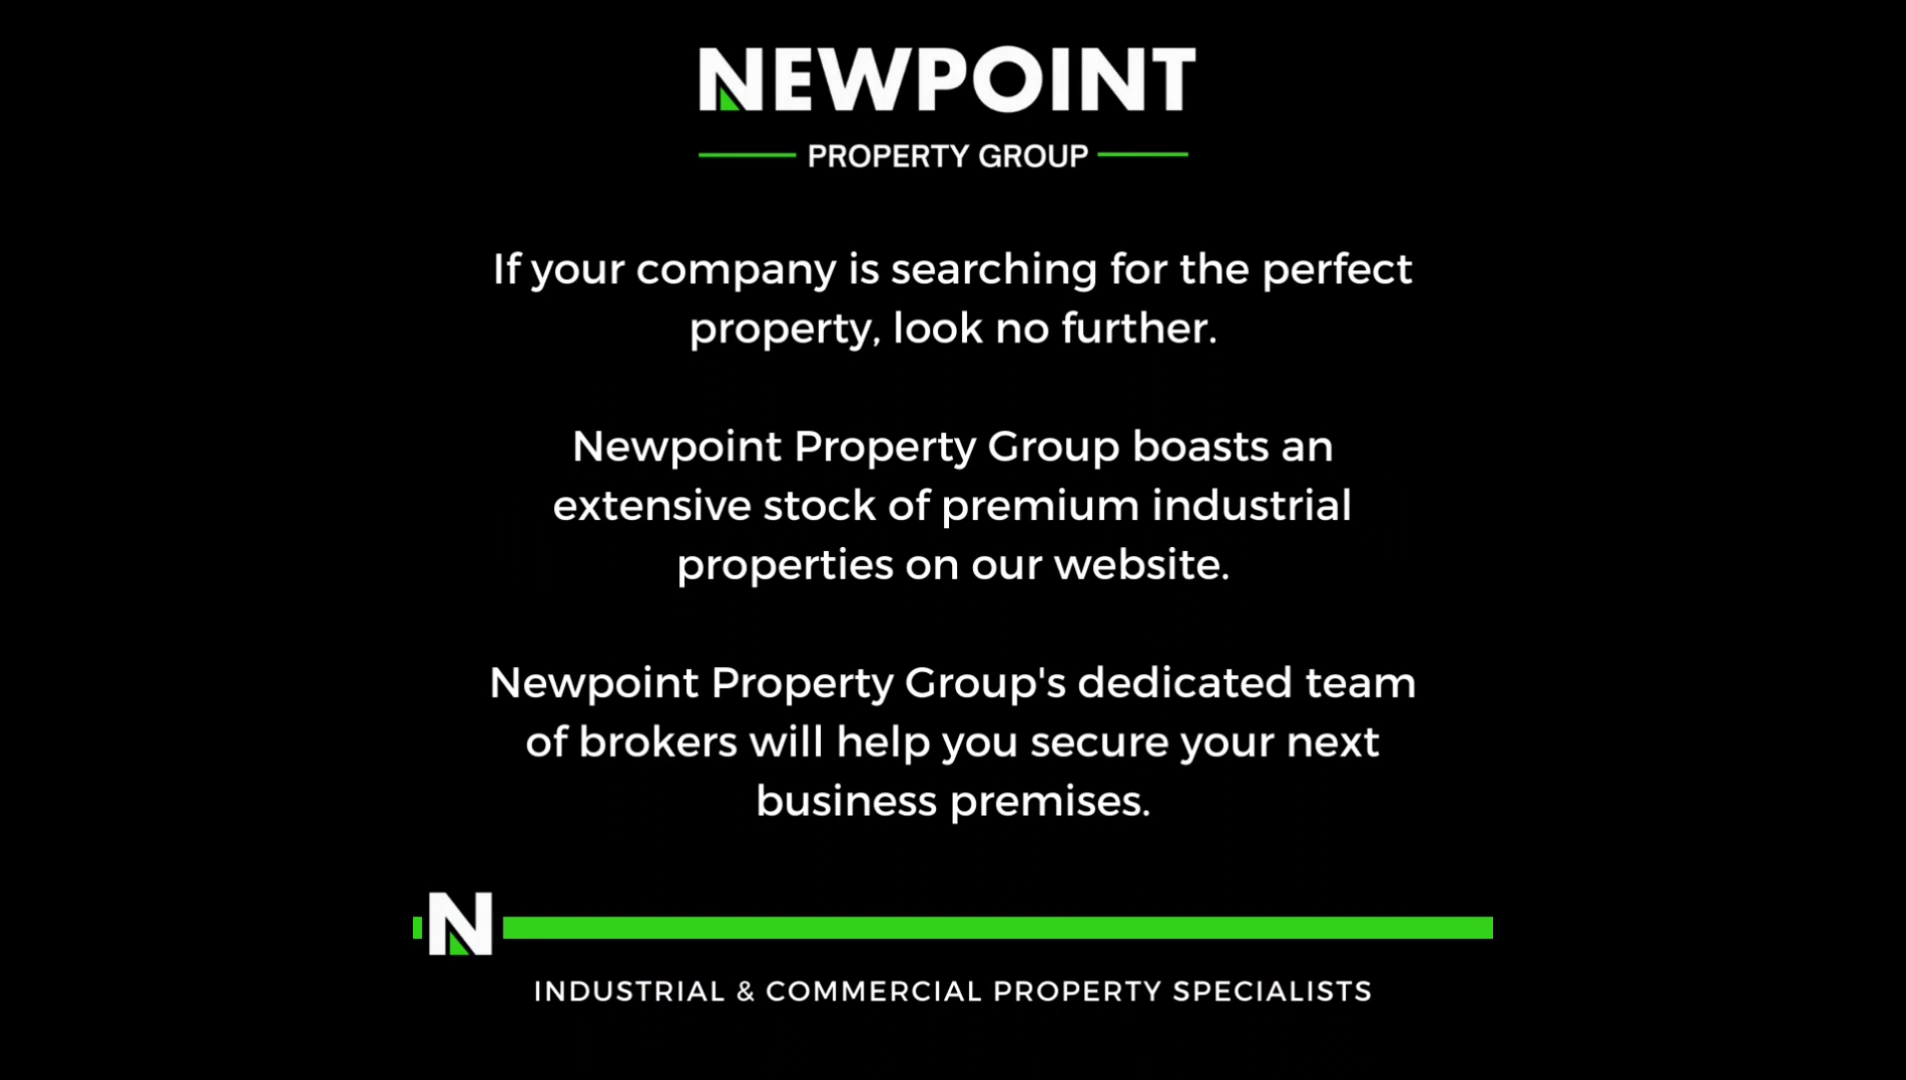 NEWPOINT
PROPERTY GROUP
If your company is searching for the perfect
property, look no further.
Newpoint Property Group boasts an
extensive stock of premium industrial
properties on our website.
Newpoint Property Group's dedicated team
of brokers will help you secure your next
business premises.
N
INDUSTRIAL & COMMERCIAL PROPERTY SPECIALISTS